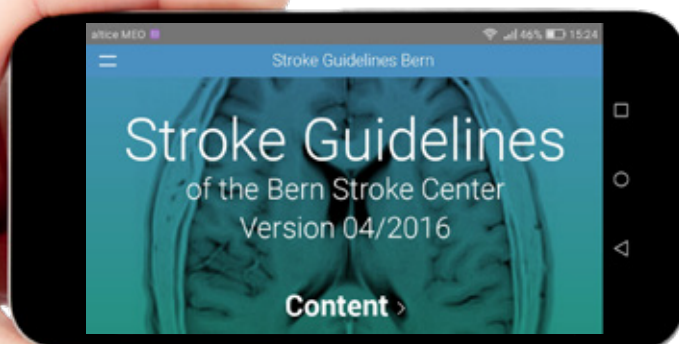 altice MEO 46% 15:24
Stroke Guidelines Bern
Stroke Guidelines
of the Bern Stroke Center
Version 04/2016
Content >